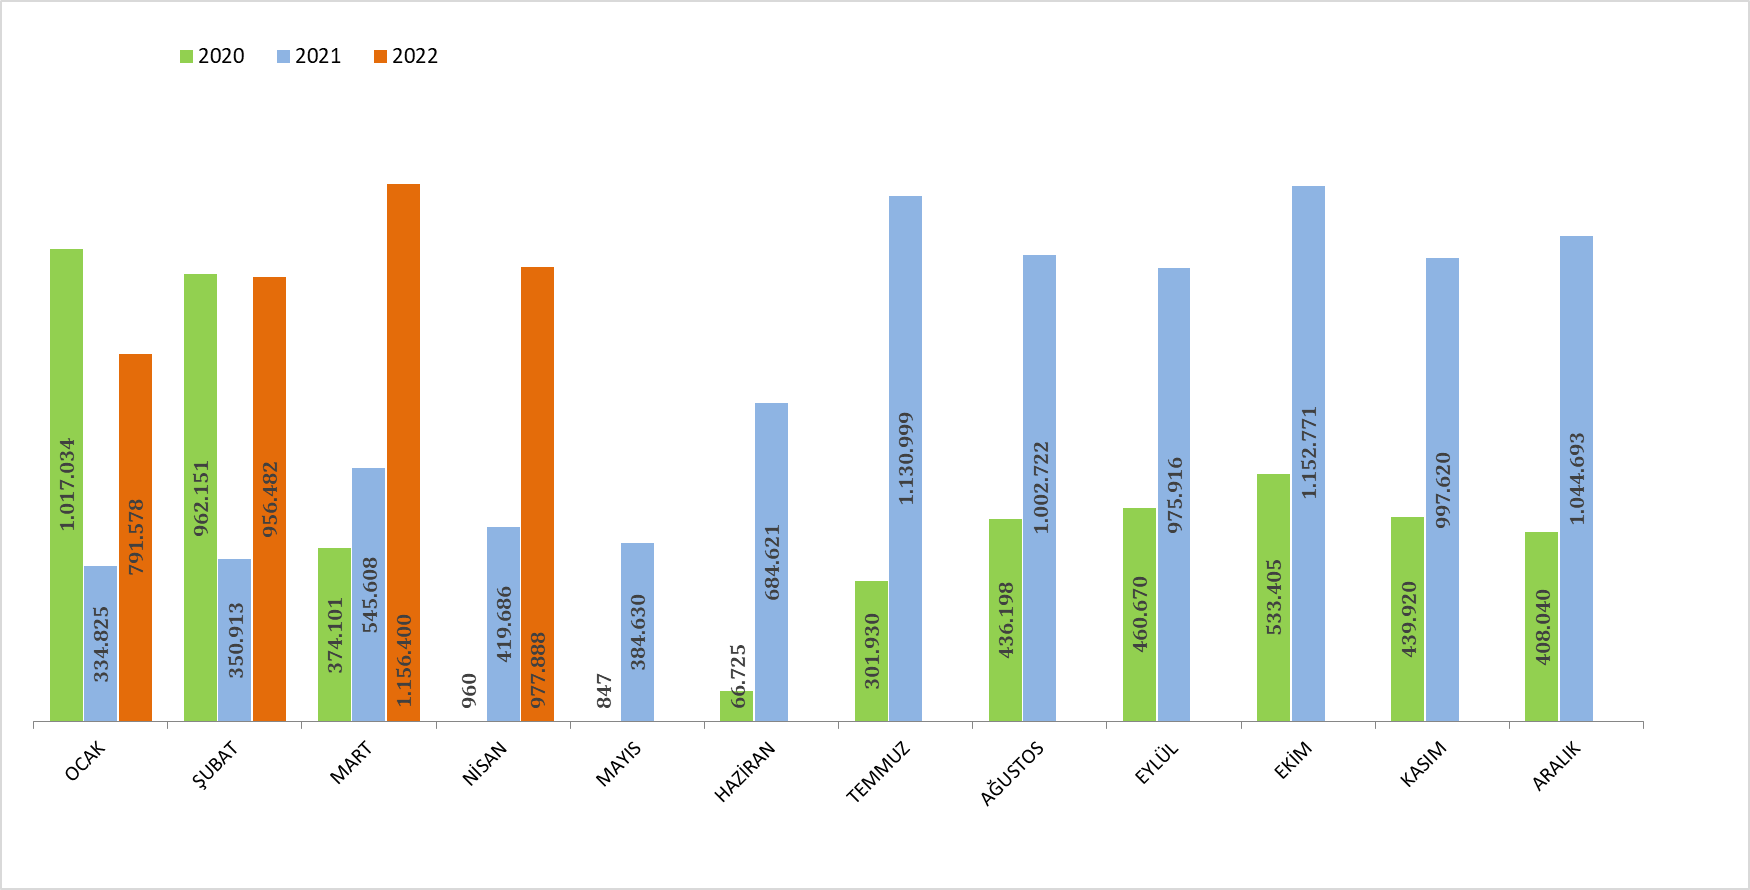 2020 2021 2022
1.017.034 334.825 791.578
962.151 350.913 956.482
374.101 545.608 1.156.400
960 419.686 977.888
847 384.630
66.725 684.621
301.930 1.130.999
436.198 1.002.722
460.670 975.916
533.405 1.152.771
439.920 997.620
408.040 1.044.693
OCAK ŞUBAT MART NİSAN MAYIS HAZİRAN TEMMUZ AĞUSTOS EYLÜL EKİM KASIM ARALIK